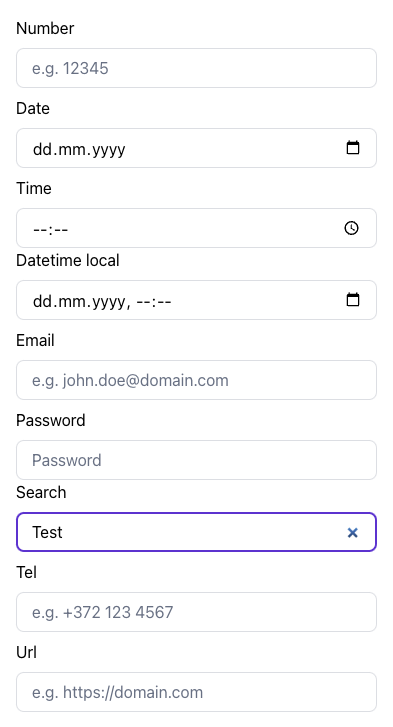 Number
e.g. 12345
Date
dd.mm.yyyy
Time
--:--
Datetime local
dd.mm.yyyy, --:--
Email
e.g. john.doe@domain.com
Password
Password
Search
Test
Tel
e.g. +372 123 4567
Url
e.g. https://domain.com